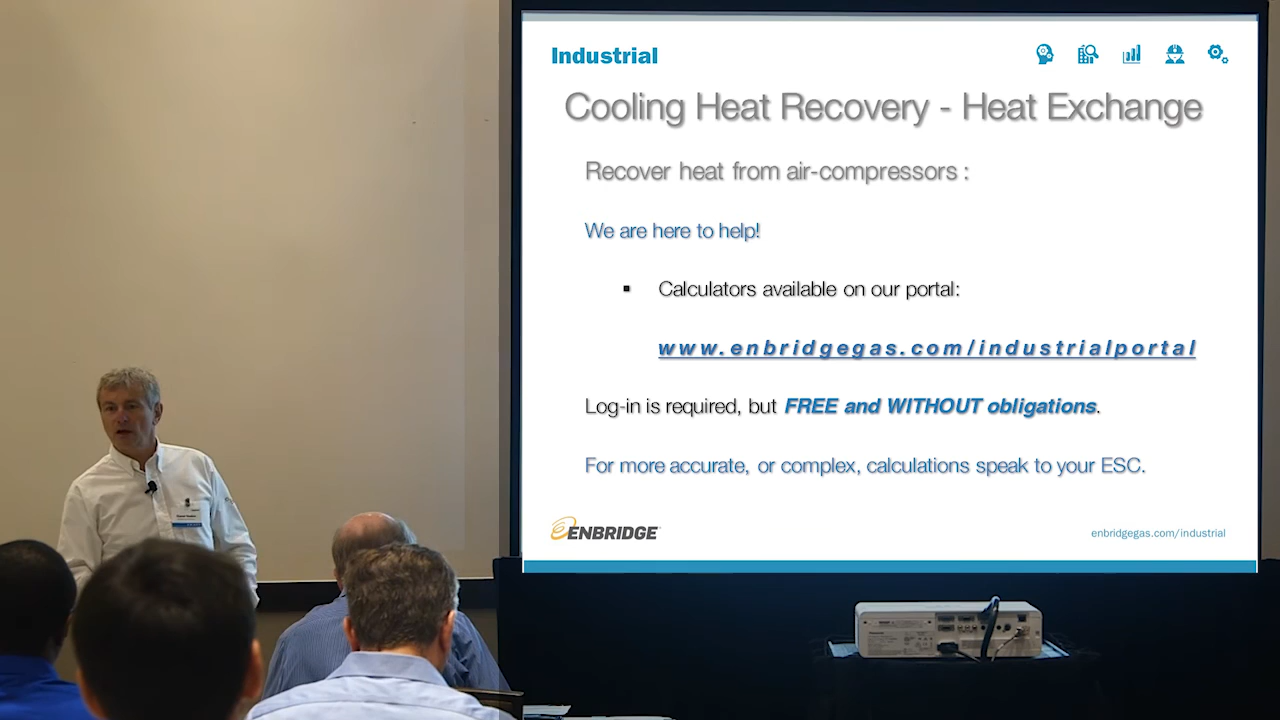 Industrial
Cooling Heat Recovery - Heat Exchange
Recover heat from air-compressors :
We are here to help!
▪ Calculators available on our portal:
www.enbridgegas.com/industrialportal
Log-in is required, but FREE and WITHOUT obligations.
For more accurate, or complex, calculations speak to your ESC.
ENBRIDGE
enbridgegas.com/industrial